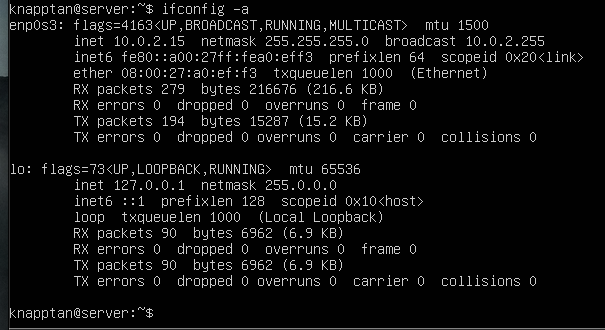 knapptan@server:~$ ifconfig -a
enp0s3: flags=4163<UP,BROADCAST,RUNNING,MULTICAST>  mtu 1500
        inet 10.0.2.15  netmask 255.255.255.0  broadcast 10.0.2.255
        inet6 fe80::a00:27ff:fea0:eff3  prefixlen 64  scopeid 0x20<link>
        ether 08:00:27:a0:ef:f3  txqueuelen 1000  (Ethernet)
        RX packets 279  bytes 216676 (216.6 KB)
        RX errors 0  dropped 0  overruns 0  frame 0
        TX packets 194  bytes 15287 (15.2 KB)
        TX errors 0  dropped 0 overruns 0  carrier 0  collisions 0

lo: flags=73<UP,LOOPBACK,RUNNING>  mtu 65536
        inet 127.0.0.1  netmask 255.0.0.0
        inet6 ::1  prefixlen 128  scopeid 0x10<host>
        loop  txqueuelen 1000  (Local Loopback)
        RX packets 90  bytes 6962 (6.9 KB)
        RX errors 0  dropped 0  overruns 0  frame 0
        TX packets 90  bytes 6962 (6.9 KB)
        TX errors 0  dropped 0 overruns 0  carrier 0  collisions 0

knapptan@server:~$